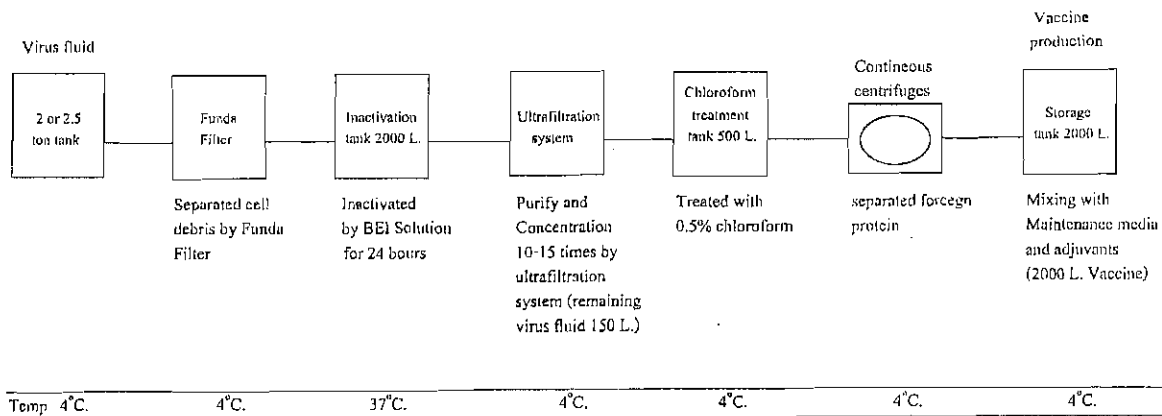 Virus fluid
2 or 2.5
ton tank
Funda
Filter
Separated cell
debris by Funda
Filter
Inactivation
tank 2000 L.
Inactivated
by BEI Solution
for 24 hours
Ultrafiltration
system
Purify and
Concentration
10-15 times by
ultrafiltration
system (remaining
virus fluid 150 L.)
Chloroform
treatment
tank 500 L.
Treated with
0.5% chloroform
Contineous
centrifuges
separated forcegn
protein
Vaccine
production
Storage
tank 2000 L.
Mixing with
Maintenance media
and adjuvants
(2000 L. Vaccine)
Temp 4°C. 4°C. 37°C. 4°C. 4°C. 4°C. 4°C.